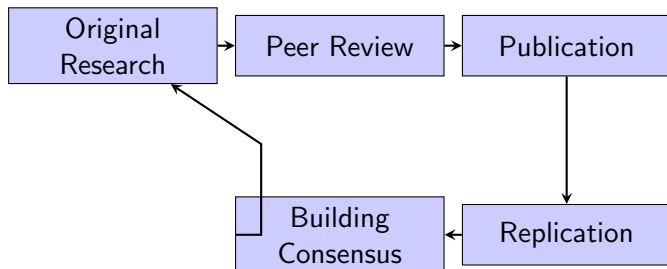 Original
Research
Peer Review
Publication
Building
Consensus
Replication